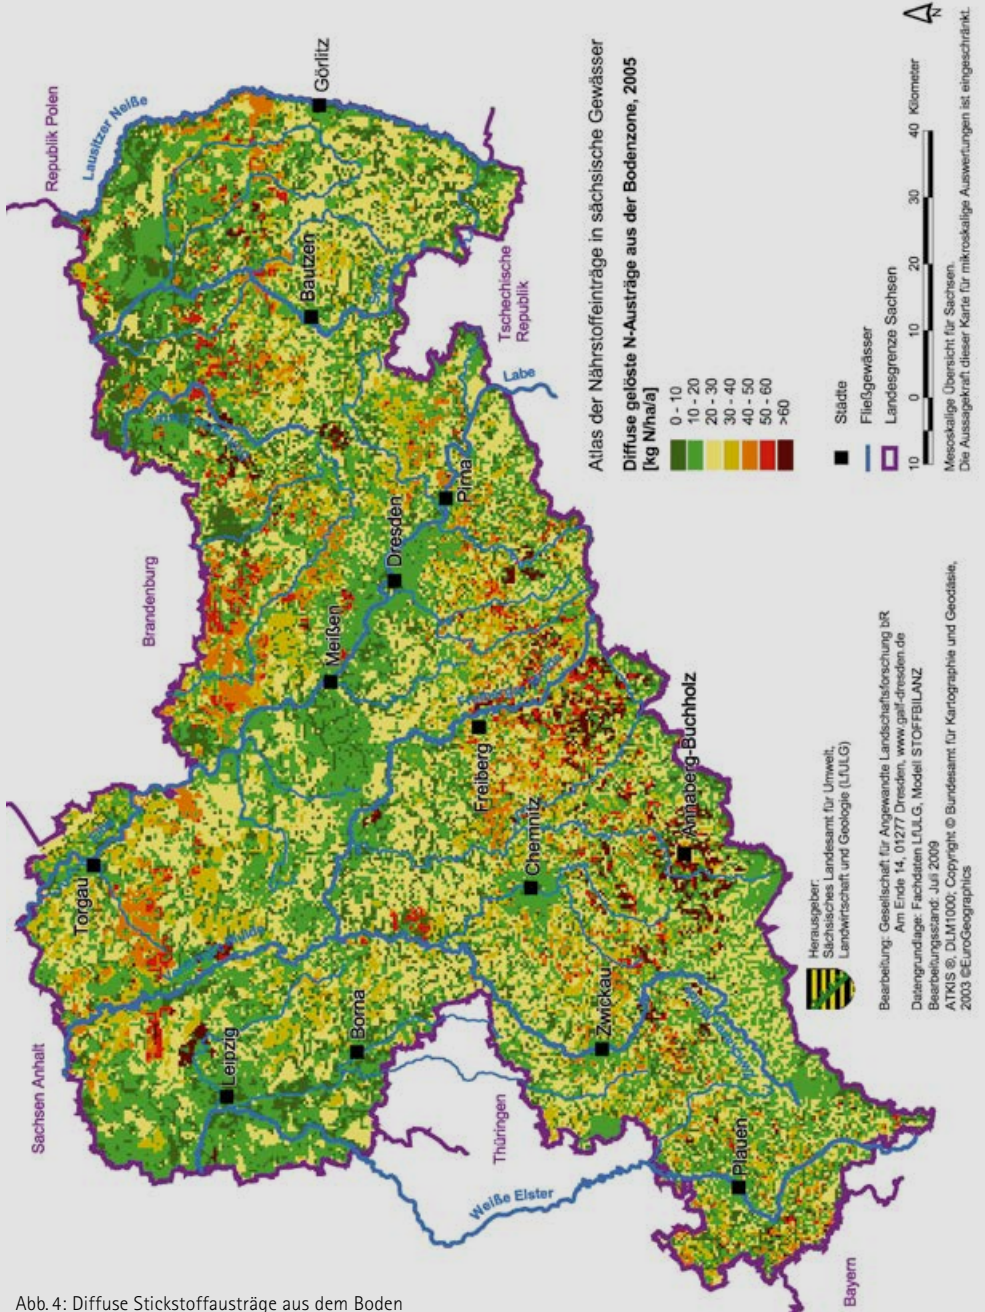 Republik Polen
Lausitzer Neiße
Görlitz
Bautzen
Spree
Tschechische
Republik
Labe
Brandenburg
Pirna
Dresden
Meißen
Freiberg
Chemnitz
Annaberg-Buchholz
Torgau
Sachsen Anhalt
Leipzig
Borna
Zwickau
Thüringen
Weiße Elster
Plauen
Bayern
Atlas der Nährstoffeinträge in sächsische Gewässer
Diffuse gelöste N-Austräge aus der Bodenzone, 2005
[kg N/ha/a]
0 - 10
10 - 20
20 - 30
30 - 40
40 - 50
50 - 60
>60
Städte
Fließgewässer
Landesgrenze Sachsen
10 0 10 20 30 40 Kilometer
N
Mesoskalige Übersicht für Sachsen.
Die Aussagekraft dieser Karte für mikroskalige Auswertungen ist eingeschränkt.
Herausgeber:
Sächsisches Landesamt für Umwelt,
Landwirtschaft und Geologie (LfULG)
Bearbeitung: Gesellschaft für Angewandte Landschaftsforschung bR
Am Ende 14, 01277 Dresden, www.galf-dresden.de
Datengrundlage: Fachdaten LfULG, Modell STOFFBILANZ
Bearbeitungsstand: Juli 2009
ATKIS ®, DLM1000; Copyright © Bundesamt für Kartographie und Geodäsie,
2003 ©EuroGeographics
Abb. 4: Diffuse Stickstoffausträge aus dem Boden